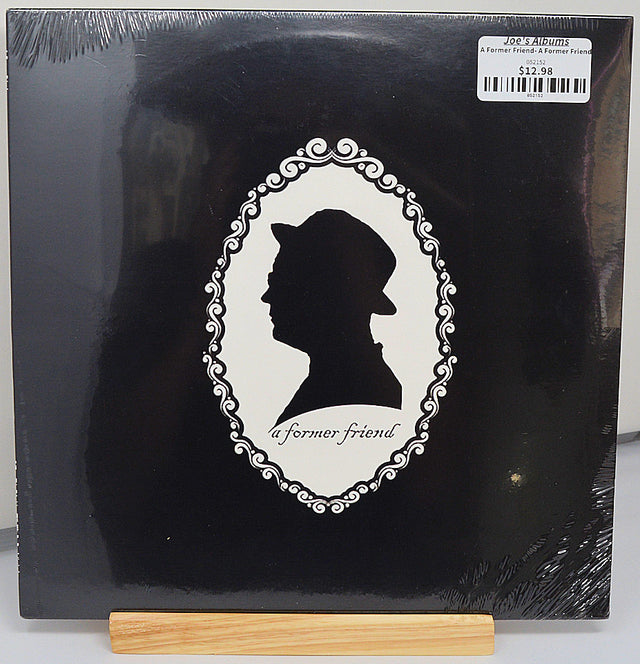 Joe's Albums
A Former Friend- A Former Friend
052152
$12.98
052152
a former friend